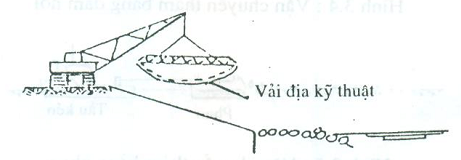 Vải địa kỹ thuật